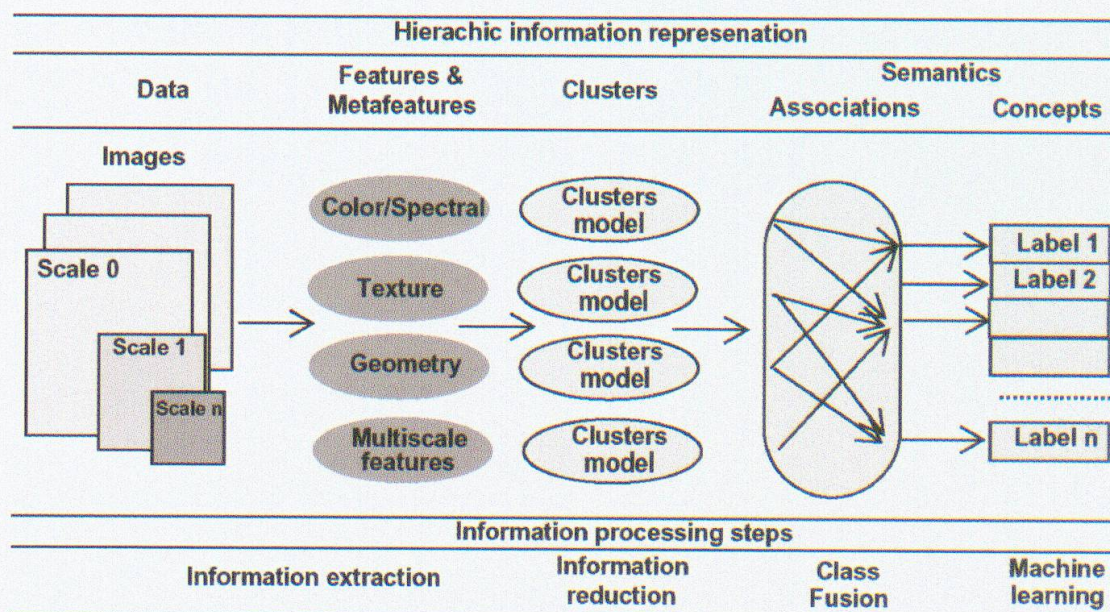 Hierachic information represenation
Data
Features &
Metafeatures
Clusters
Semantics
Associations
Concepts
Images
Scale 0
Scale 1
Scale n
Color/Spectral
Texture
Geometry
Multiscale
features
Clusters
model
Clusters
model
Clusters
model
Clusters
model
Label 1
Label 2
Label n
Information processing steps
Information extraction
Information
reduction
Class
Fusion
Machine
learning